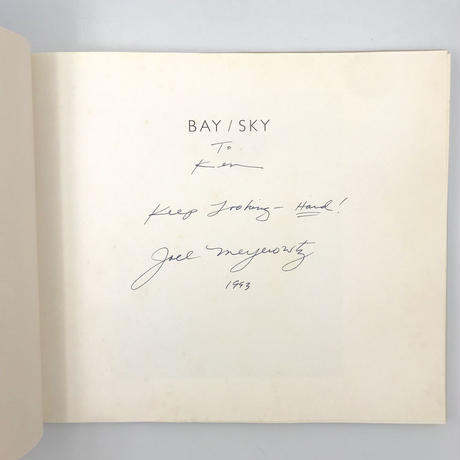 BAY / SKY
To
Ken
Keep Looking – Hard!
Joel Meyerowitz
1993